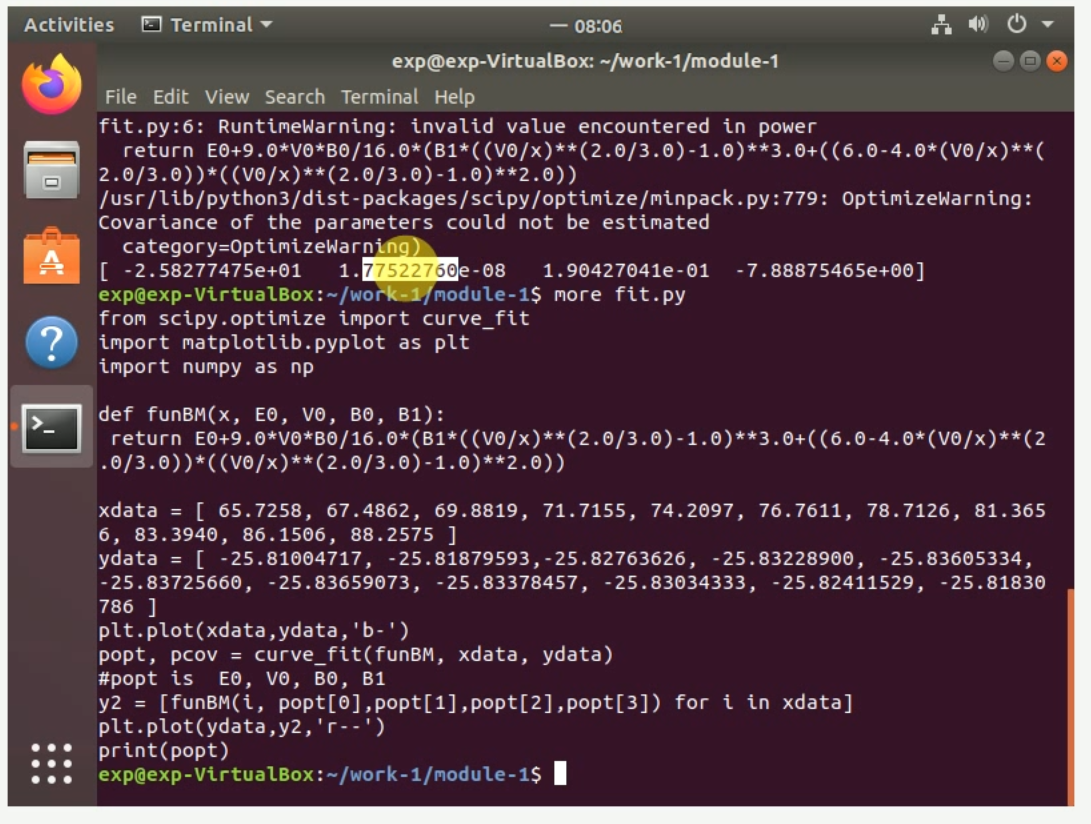 Activities Terminal 08:06
exp@exp-VirtualBox: ~/work-1/module-1
File Edit View Search Terminal Help
fit.py:6: RuntimeWarning: invalid value encountered in power
return E0+9.0*V0*B0/16.0*(B1*((V0/x)**(2.0/3.0)-1.0)**3.0+((6.0-4.0*(V0/x)**(
2.0/3.0))*((V0/x)**(2.0/3.0)-1.0)**2.0))
/usr/lib/python3/dist-packages/scipy/optimize/minpack.py:779: OptimizeWarning:
Covariance of the parameters could not be estimated
category=OptimizeWarning)
[ -2.58277475e+01 1.77522760e-08 1.90427041e-01 -7.88875465e+00]
exp@exp-VirtualBox:~/work-1/module-1$ more fit.py
from scipy.optimize import curve_fit
import matplotlib.pyplot as plt
import numpy as np
def funBM(x, E0, V0, B0, B1):
return E0+9.0*V0*B0/16.0*(B1*((V0/x)**(2.0/3.0)-1.0)**3.0+((6.0-4.0*(V0/x)**(2
.0/3.0))*((V0/x)**(2.0/3.0)-1.0)**2.0))
xdata = [ 65.7258, 67.4862, 69.8819, 71.7155, 74.2097, 76.7611, 78.7126, 81.365
6, 83.3940, 86.1506, 88.2575 ]
ydata = [ -25.81004717, -25.81879593,-25.82763626, -25.83228900, -25.83605334,
-25.83725660, -25.83659073, -25.83378457, -25.83034333, -25.82411529, -25.81830
786 ]
plt.plot(xdata,ydata,'b-')
popt, pcov = curve_fit(funBM, xdata, ydata)
#popt is  E0, V0, B0, B1
y2 = [funBM(i, popt[0],popt[1],popt[2],popt[3]) for i in xdata]
plt.plot(ydata,y2,'r--')
print(popt)
exp@exp-VirtualBox:~/work-1/module-1$